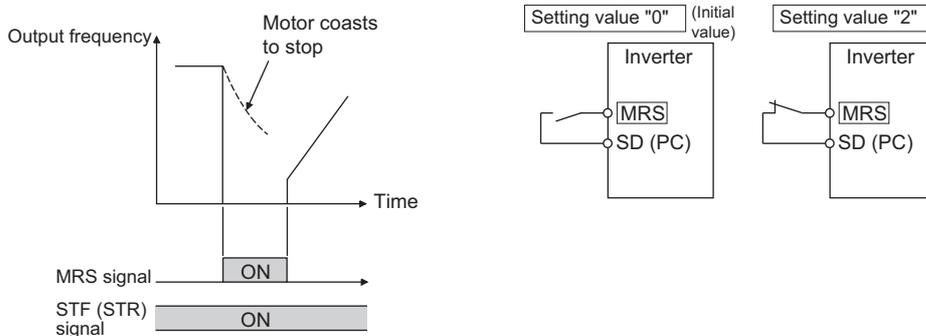 Output frequency
Motor coasts
to stop
Time
MRS signal
ON
STF (STR)
signal
ON
Setting value "0"
(Initial
value)
Inverter
MRS
SD (PC)
Setting value "2"
Inverter
MRS
SD (PC)